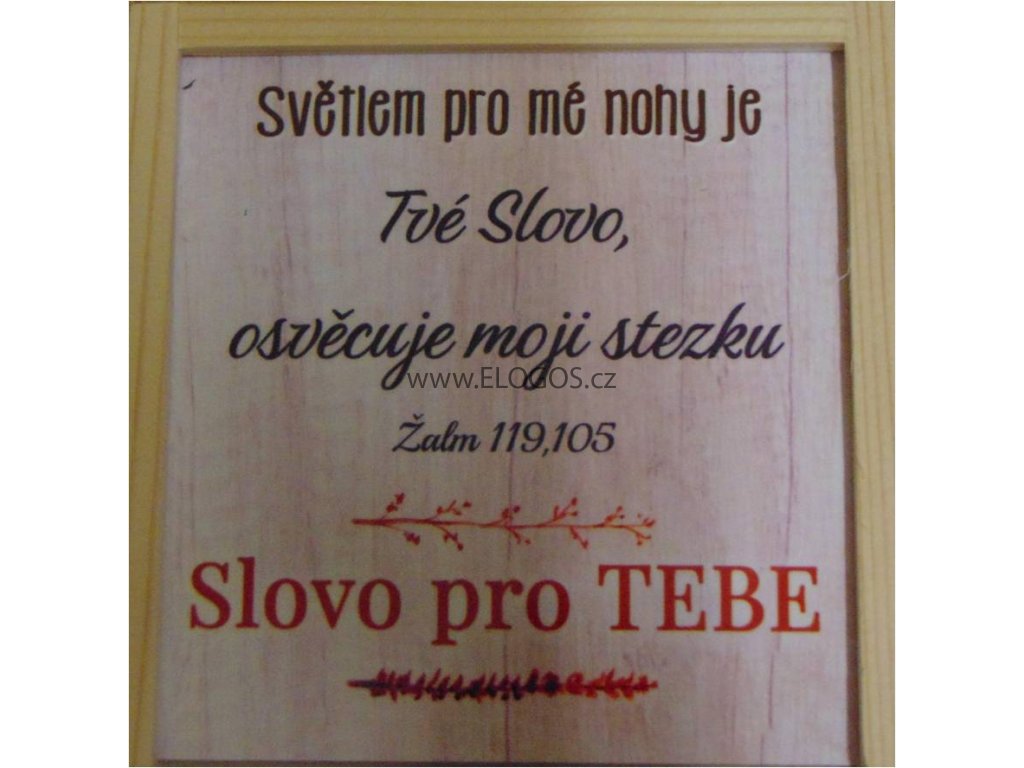 Světlem pro mé nohy je
Tvé Slovo,
osvěcuje moji stezku
www.ELOGOS.cz
Žalm 119,105
Slovo pro TEBE